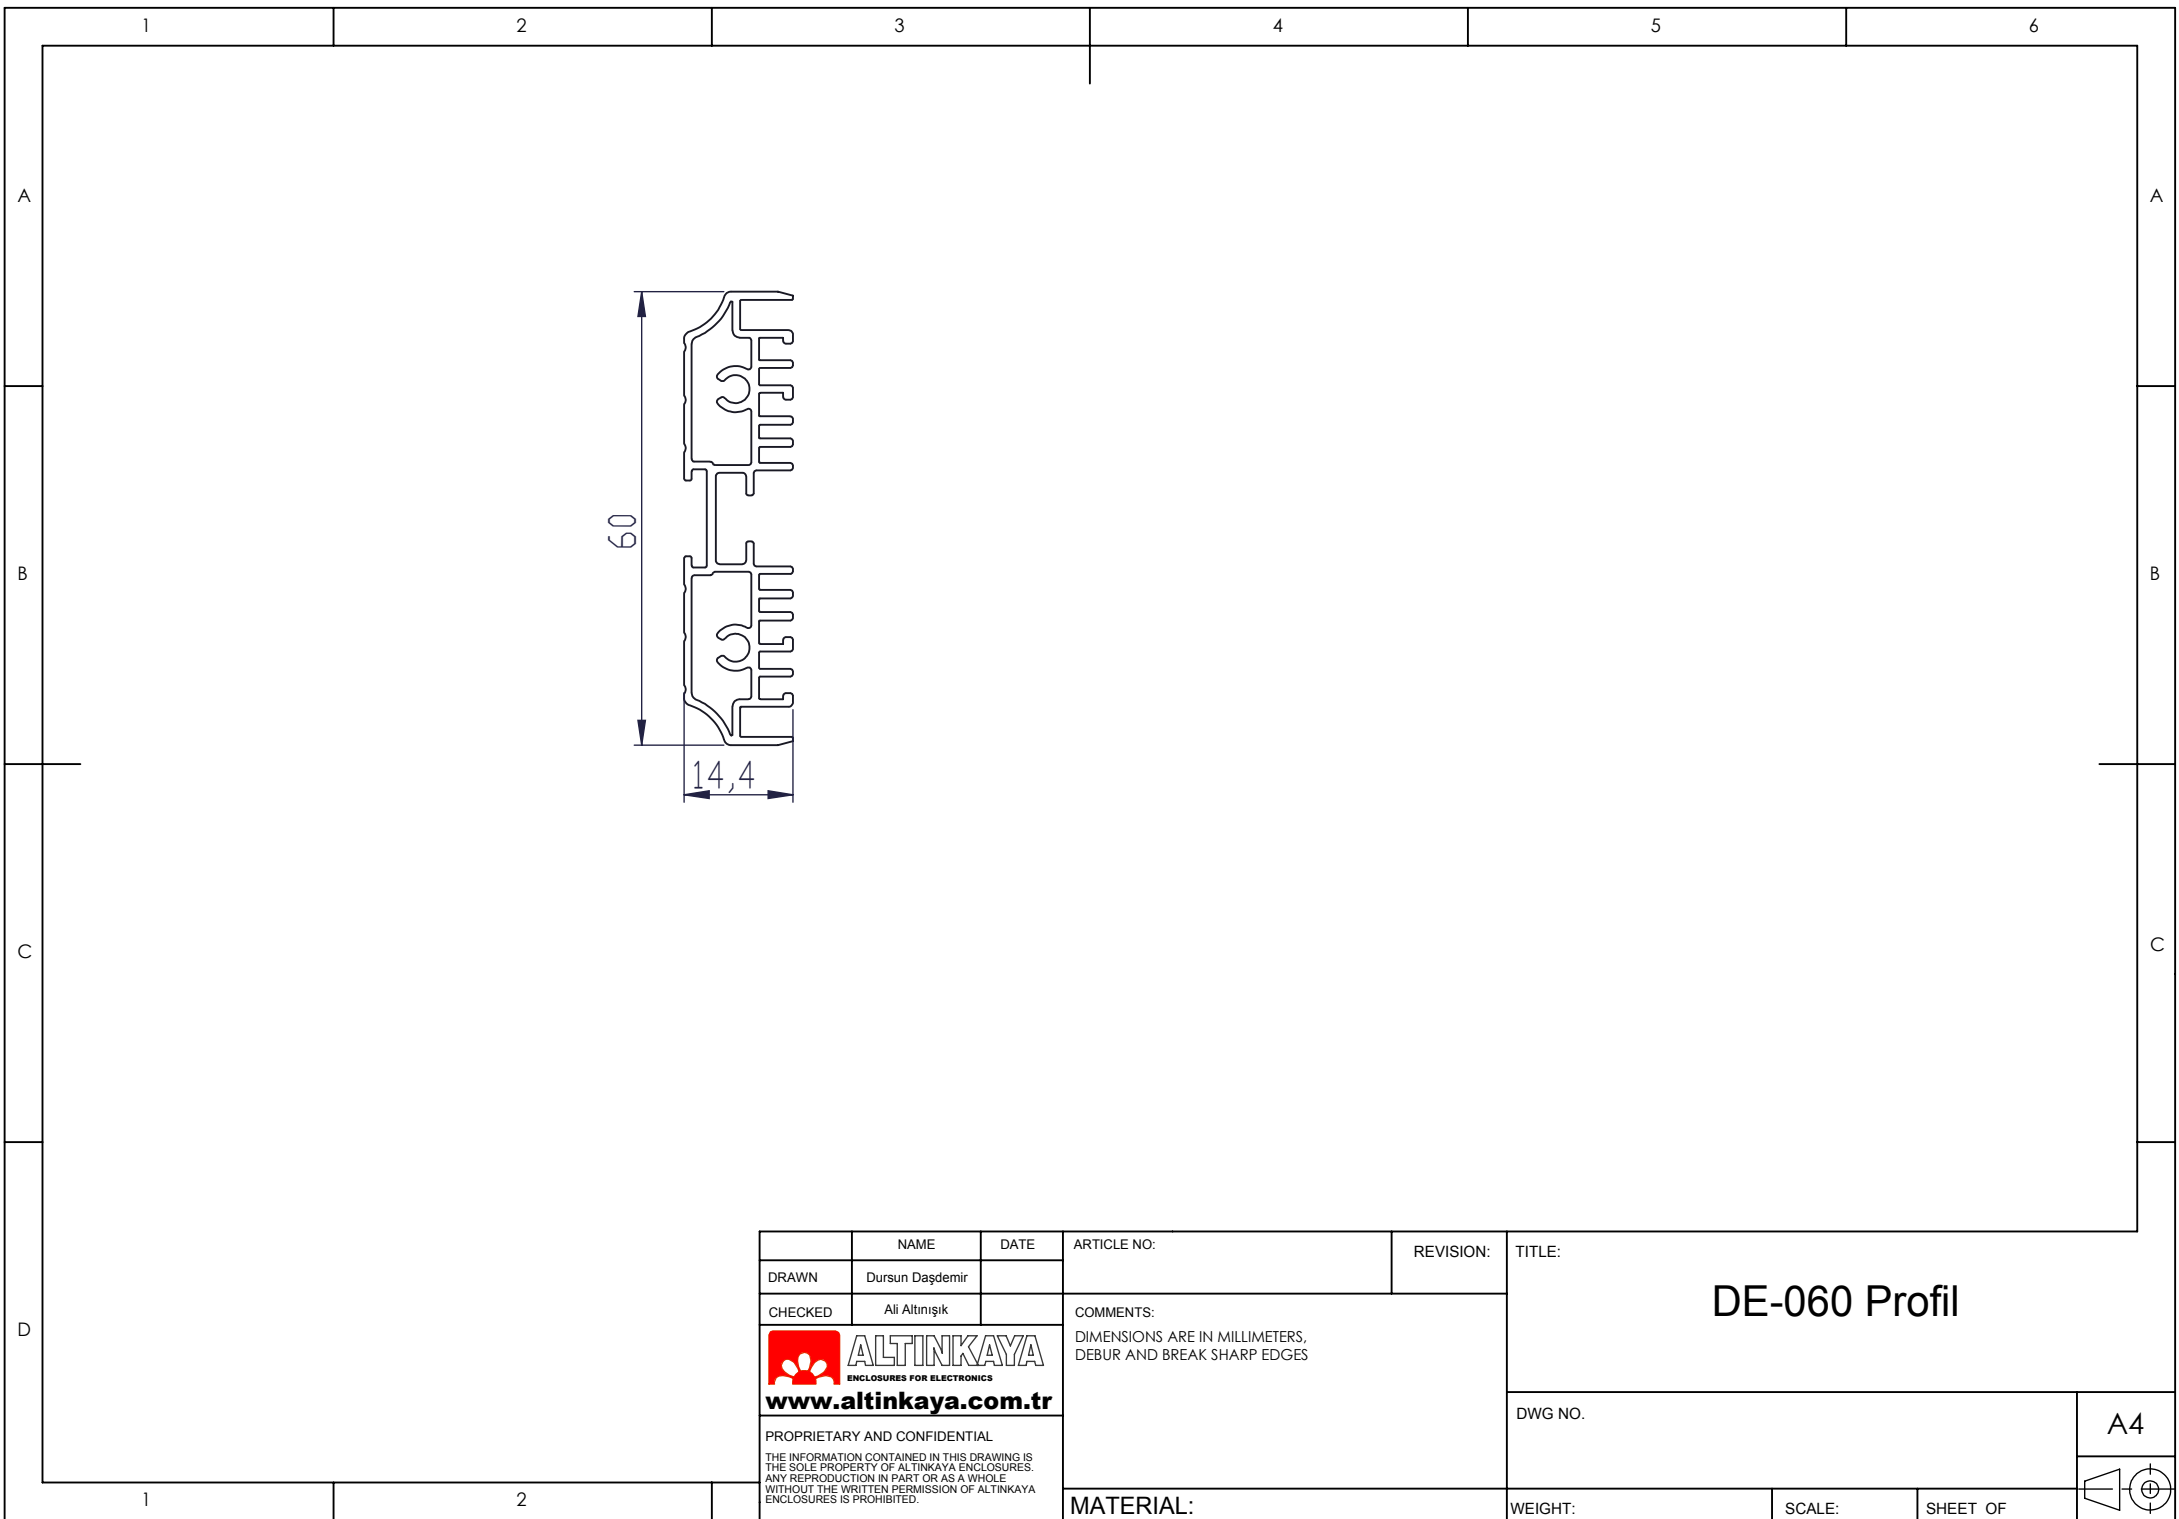 1 2 3 4 5 6
A A
B B
C C
D
60
14,4
NAME DATE
DRAWN Dursun Daşdemir
CHECKED Ali Altınışık
ALTINKAYA
ENCLOSURES FOR ELECTRONICS
www.altinkaya.com.tr
PROPRIETARY AND CONFIDENTIAL
THE INFORMATION CONTAINED IN THIS DRAWING IS
THE SOLE PROPERTY OF ALTINKAYA ENCLOSURES.
ANY REPRODUCTION IN PART OR AS A WHOLE
WITHOUT THE WRITTEN PERMISSION OF ALTINKAYA
ENCLOSURES IS PROHIBITED.
ARTICLE NO:
REVISION:
COMMENTS:
DIMENSIONS ARE IN MILLIMETERS,
DEBUR AND BREAK SHARP EDGES
MATERIAL:
TITLE:
DE-060 Profil
DWG NO.
A4
WEIGHT:
SCALE:
SHEET OF
1 2